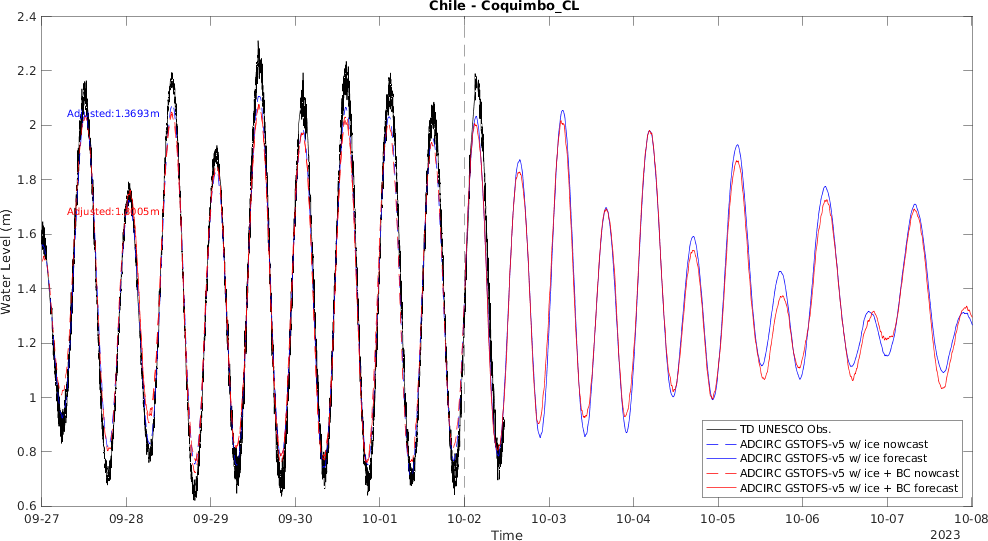 Chile - Coquimbo_CL
Water Level (m)
2.4
2.2
2
1.8
1.6
1.4
1.2
1
0.8
0.6
Adjusted:1.3693m
TD UNESCO Obs.
ADCIRC GSTOFS-v5 w/ ice nowcast
ADCIRC GSTOFS-v5 w/ ice forecast
ADCIRC GSTOFS-v5 w/ ice + BC nowcast
ADCIRC GSTOFS-v5 w/ ice + BC forecast
09-27 09-28 09-29 09-30 10-01 10-02 10-03 10-04 10-05 10-06 10-07 10-08
Time
2023